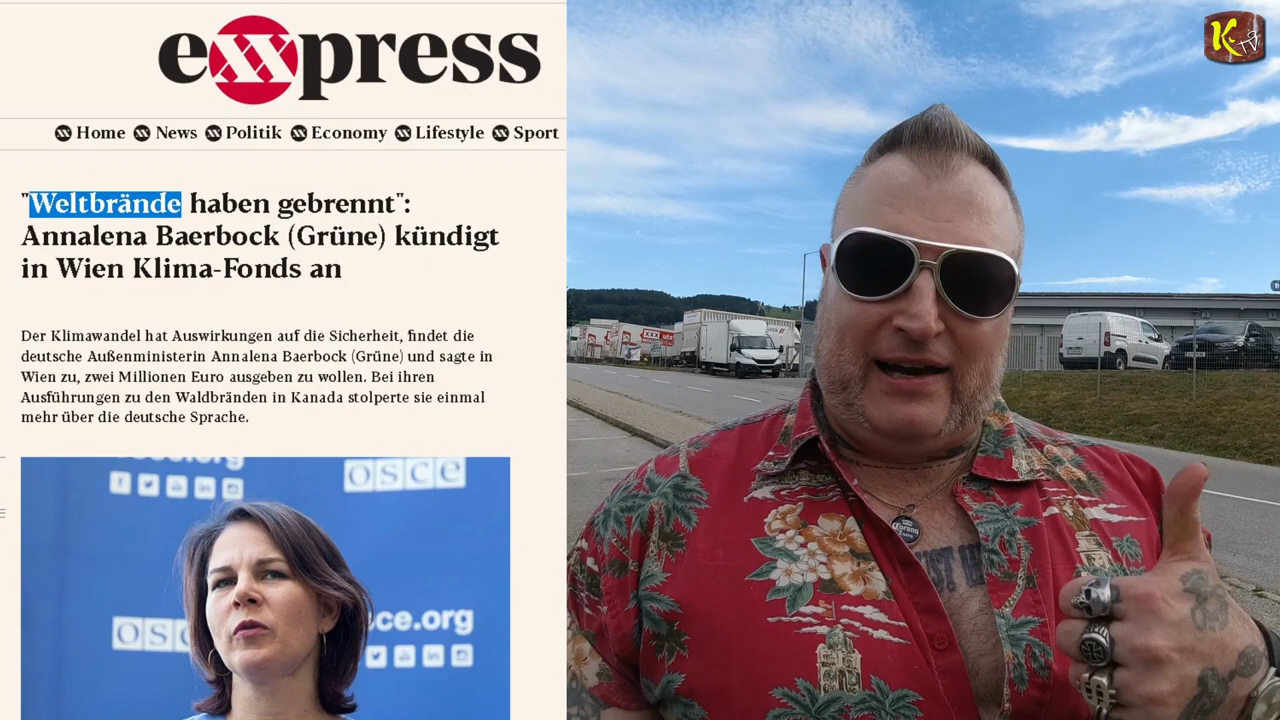 exxpress
Home News Politik Economy Lifestyle Sport
"Weltbrände haben gebrennt":
Annalena Baerbock (Grüne) kündigt
in Wien Klima-Fonds an
Der Klimawandel hat Auswirkungen auf die Sicherheit, findet die
deutsche Außenministerin Annalena Baerbock (Grüne) und sagte in
Wien zu, zwei Millionen Euro ausgeben zu wollen. Bei ihren
Ausführungen zu den Waldbränden in Kanada stolperte sie einmal
mehr über die deutsche Sprache.
osce
K TV
XXX
Corona